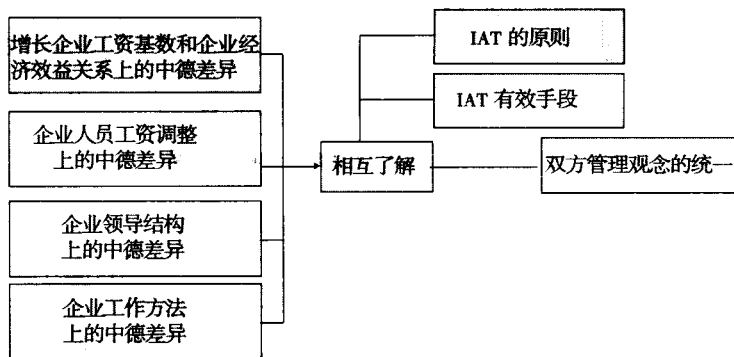 增长企业工资基数和企业经
济效益关系上的中德差异
企业人员工资调整
上的中德差异
企业领导结构
上的中德差异
企业工作方法
上的中德差异
相互了解
IAT 的原则
IAT 有效手段
双方管理观念的统一